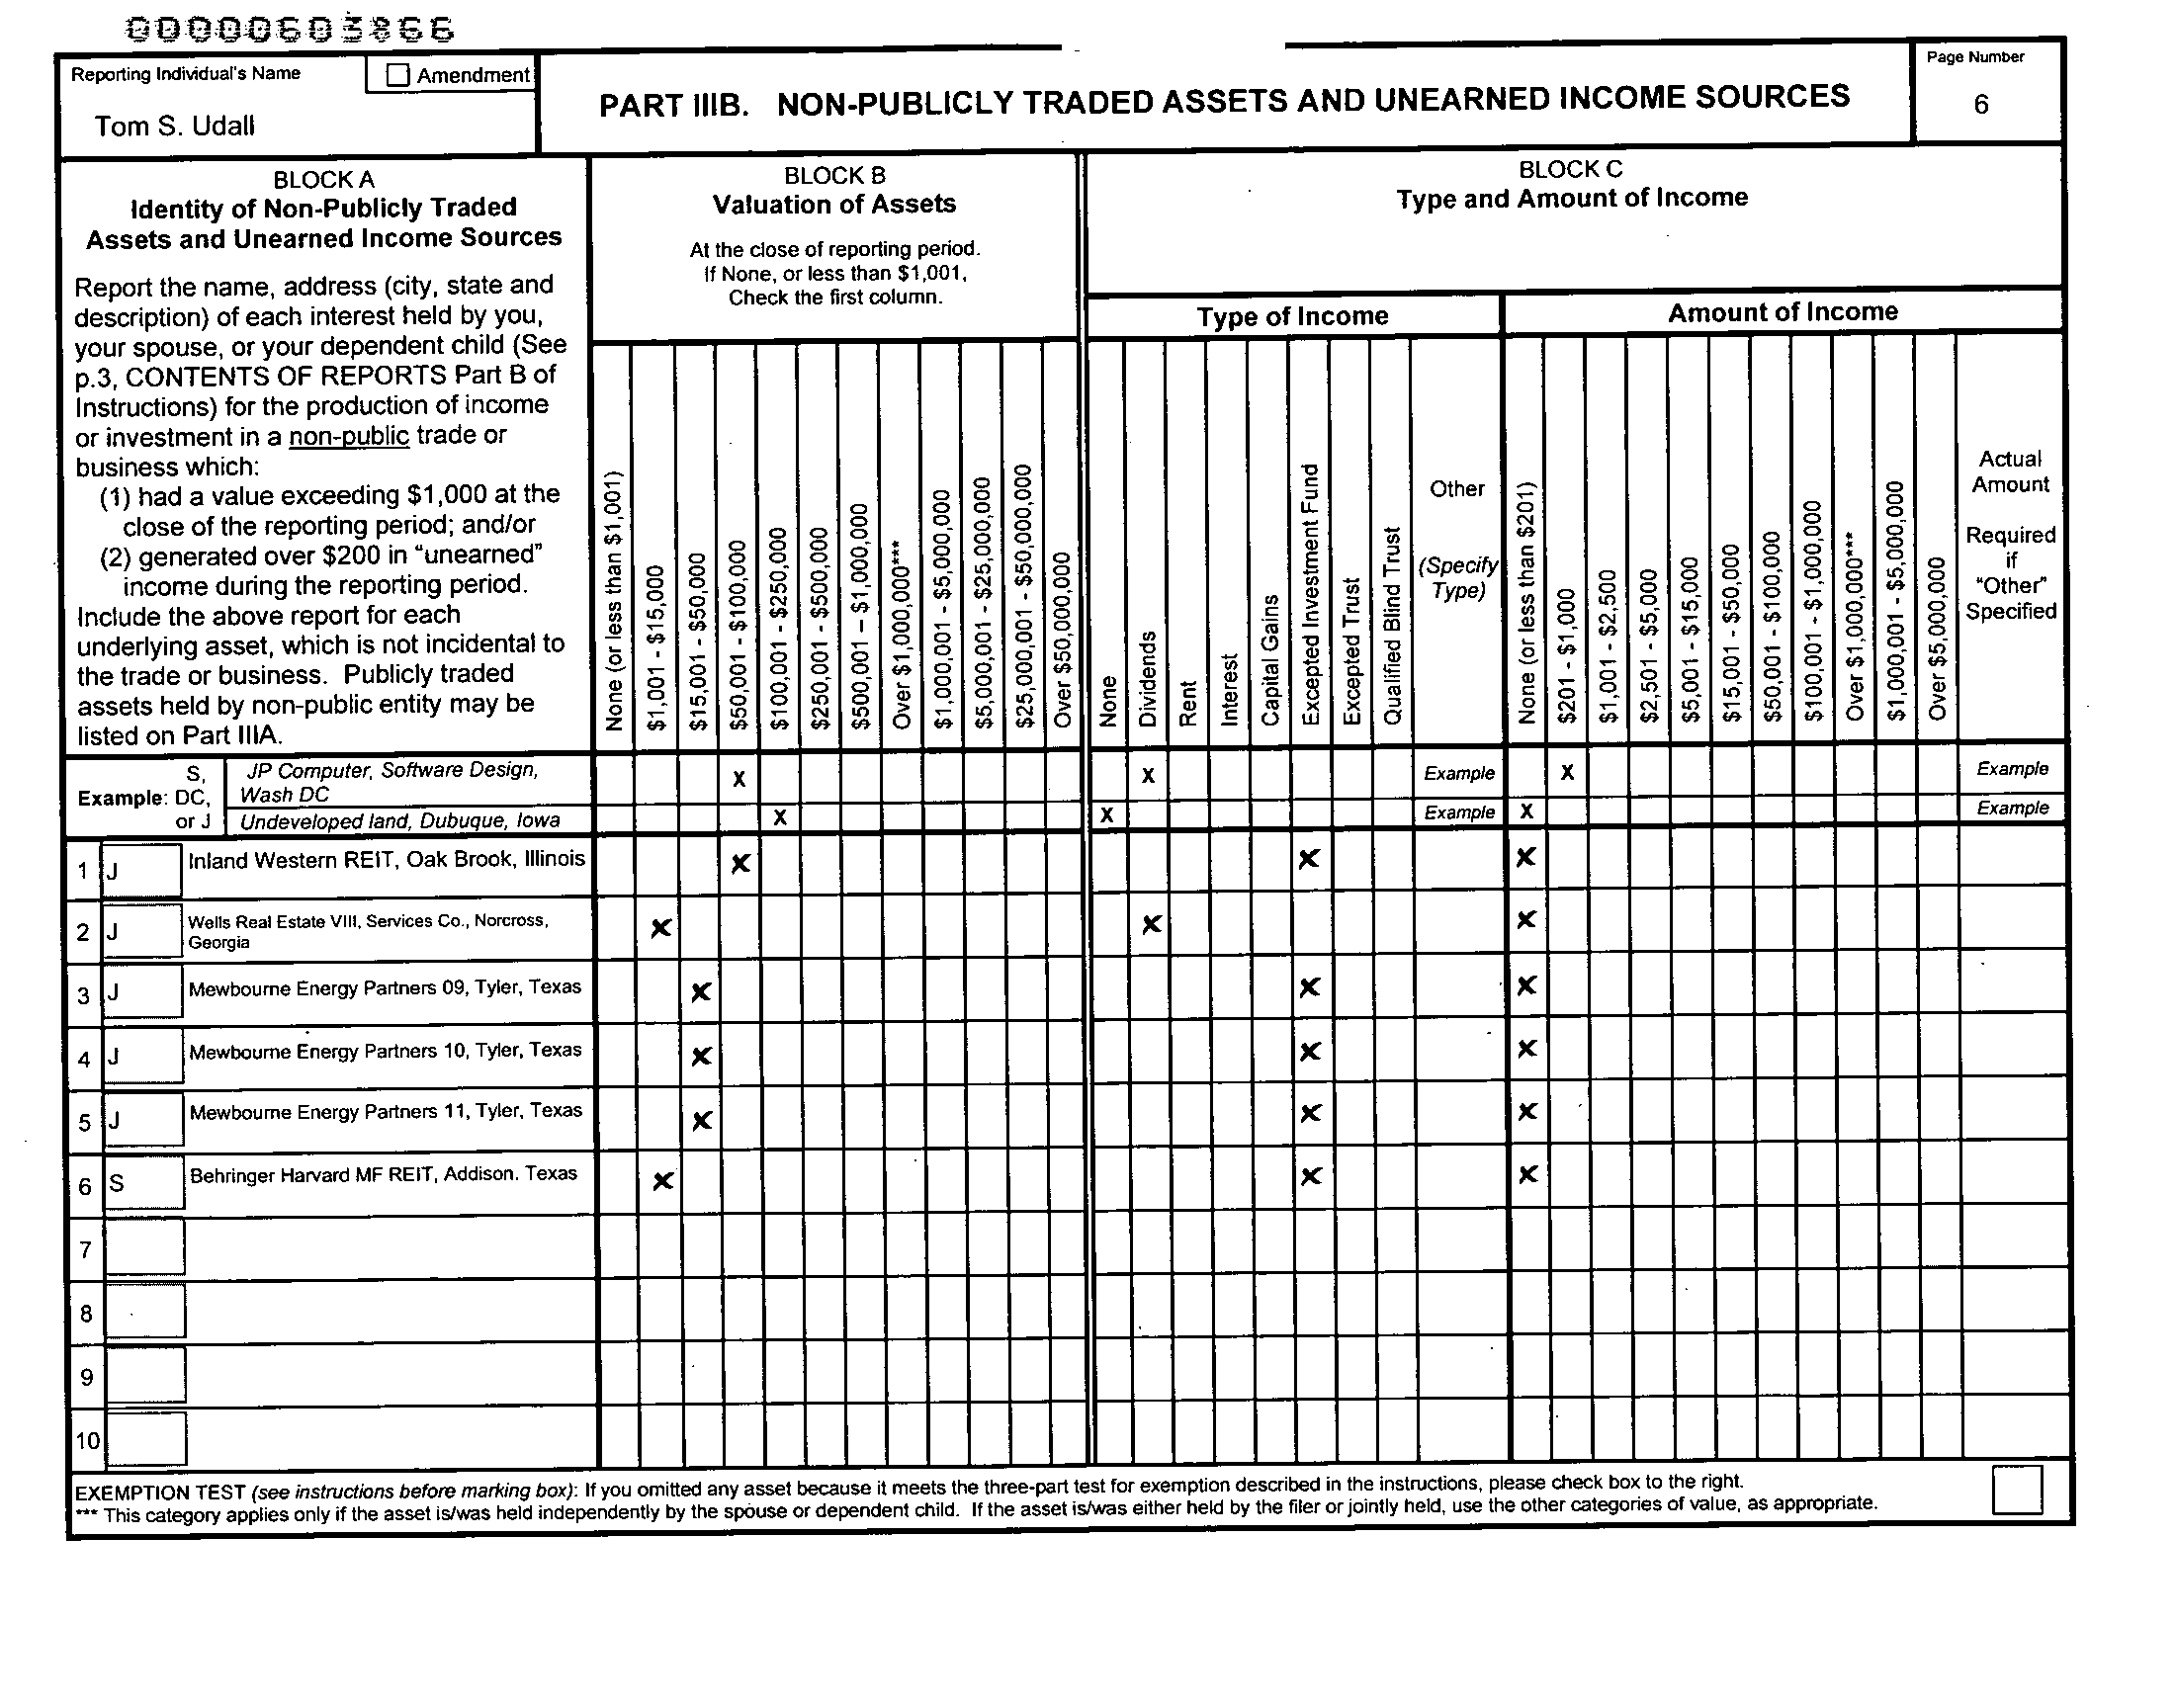 00000603866
Reporting Individual's Name
Amendment
Tom S. Udall
PART IIIB. NON-PUBLICLY TRADED ASSETS AND UNEARNED INCOME SOURCES
Page Number
6
BLOCK A
Identity of Non-Publicly Traded
Assets and Unearned Income Sources
Report the name, address (city, state and
description) of each interest held by you,
your spouse, or your dependent child (See
p.3, CONTENTS OF REPORTS Part B of
Instructions) for the production of income
or investment in a non-public trade or
business which:
(1) had a value exceeding $1,000 at the
close of the reporting period; and/or
(2) generated over $200 in "unearned"
income during the reporting period.
Include the above report for each
underlying asset, which is not incidental to
the trade or business. Publicly traded
assets held by non-public entity may be
listed on Part IIIA.
BLOCK B
Valuation of Assets
At the close of reporting period.
If None, or less than $1,001,
Check the first column.
None (or less than $1,001)
$1,001 - $15,000
$15,001 - $50,000
$50,001 - $100,000
$100,001 - $250,000
$250,001 - $500,000
$500,001 – $1,000,000
Over $1,000,000***
$1,000,001 - $5,000,000
$5,000,001 - $25,000,000
$25,000,001 - $50,000,000
Over $50,000,000
BLOCK C
Type and Amount of Income
Type of Income
None
Dividends
Rent
Interest
Capital Gains
Excepted Investment Fund
Excepted Trust
Qualified Blind Trust
Other
(Specify
Type)
Amount of Income
None (or less than $201)
$201 - $1,000
$1,001 - $2,500
$2,501 - $5,000
$5,001 - $15,000
$15,001 - $50,000
$50,001 - $100,000
$100,001 - $1,000,000
Over $1,000,000***
$1,000,001 - $5,000,000
Over $5,000,000
Actual
Amount
Required
if
"Other"
Specified
Example: S, DC, or J
JP Computer, Software Design,
Wash DC
X X Example X Example
Undeveloped land, Dubuque, Iowa X X Example X Example
1 J Inland Western REIT, Oak Brook, Illinois X X X
2 J Wells Real Estate VIII, Services Co., Norcross,
Georgia
X X X
3 J Mewbourne Energy Partners 09, Tyler, Texas X X X
4 J Mewbourne Energy Partners 10, Tyler, Texas X X X
5 J Mewbourne Energy Partners 11, Tyler, Texas X X X
6 S Behringer Harvard MF REIT, Addison. Texas X X X
7
8
9
10
EXEMPTION TEST (see instructions before marking box): If you omitted any asset because it meets the three-part test for exemption described in the instructions, please check box to the right.
*** This category applies only if the asset is/was held independently by the spouse or dependent child. If the asset is/was either held by the filer or jointly held, use the other categories of value, as appropriate.